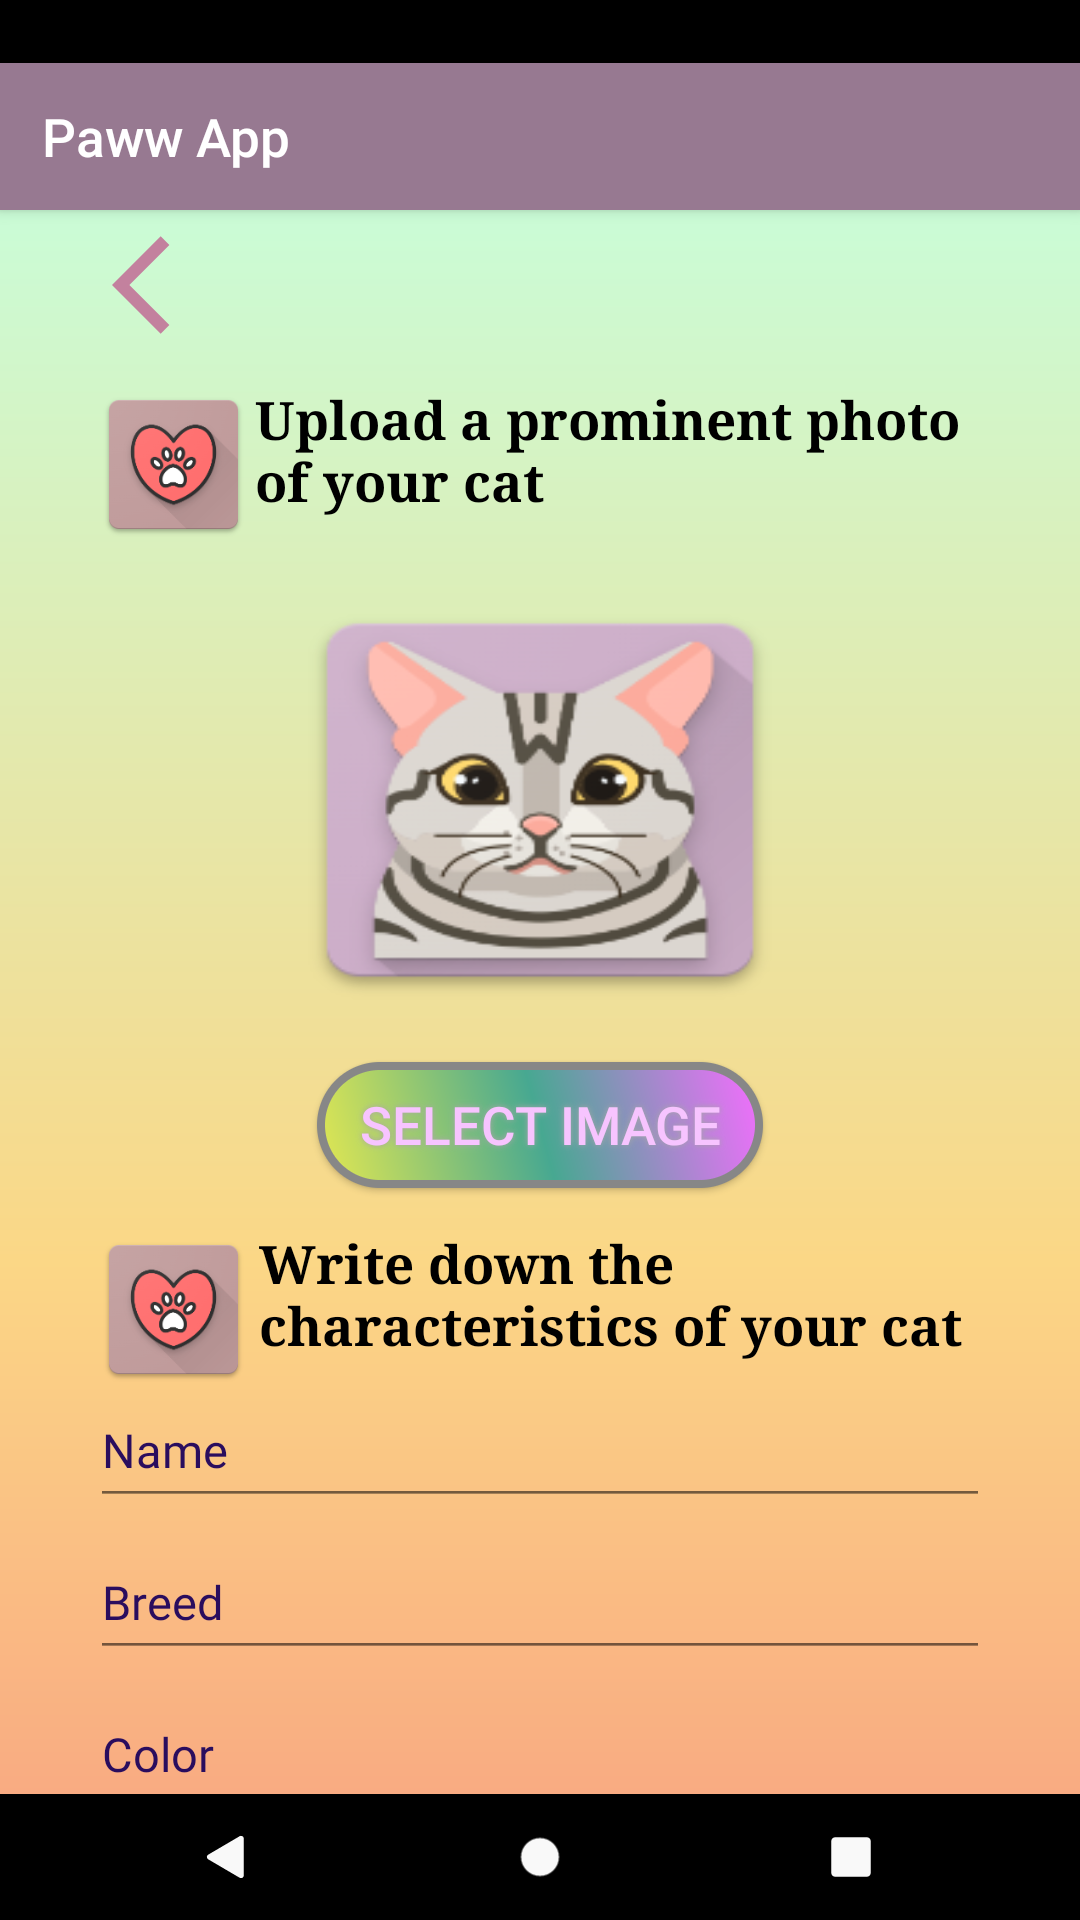 Paww App
Upload a prominent photo
of your cat
SELECT IMAGE
Write down the
characteristics of your cat
Name
Breed
Color